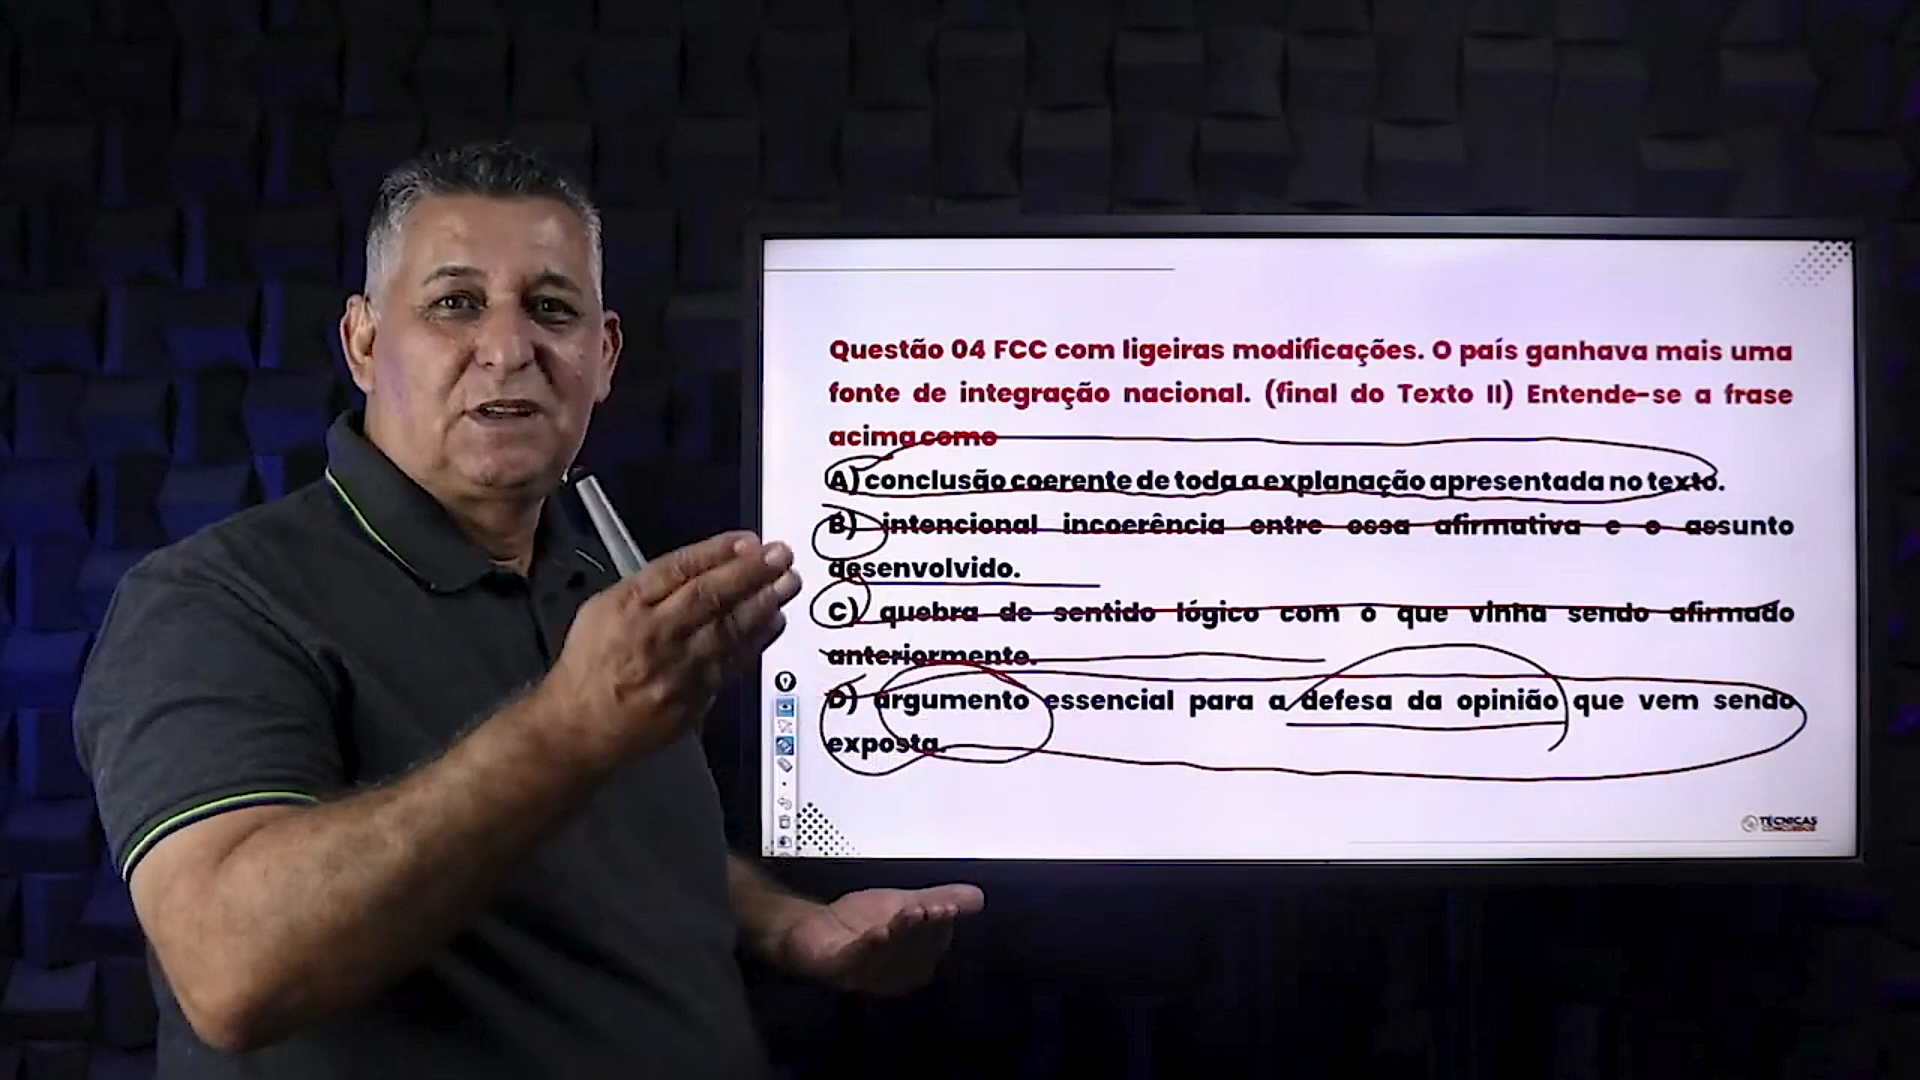 Questão 04 FCC com ligeiras modificações. O país ganhava mais uma
fonte de integração nacional. (final do Texto II) Entende-se a frase
acima como
A) conclusão coerente de toda a explanação apresentada no texto.
B) intencional incoerência entre essa afirmativa e o assunto
desenvolvido.
C) quebra de sentido lógico com o que vinha sendo afirmado
anteriormente.
D) argumento essencial para a defesa da opinião que vem sendo
exposta.
TÉCNICAS
CONCURSOS